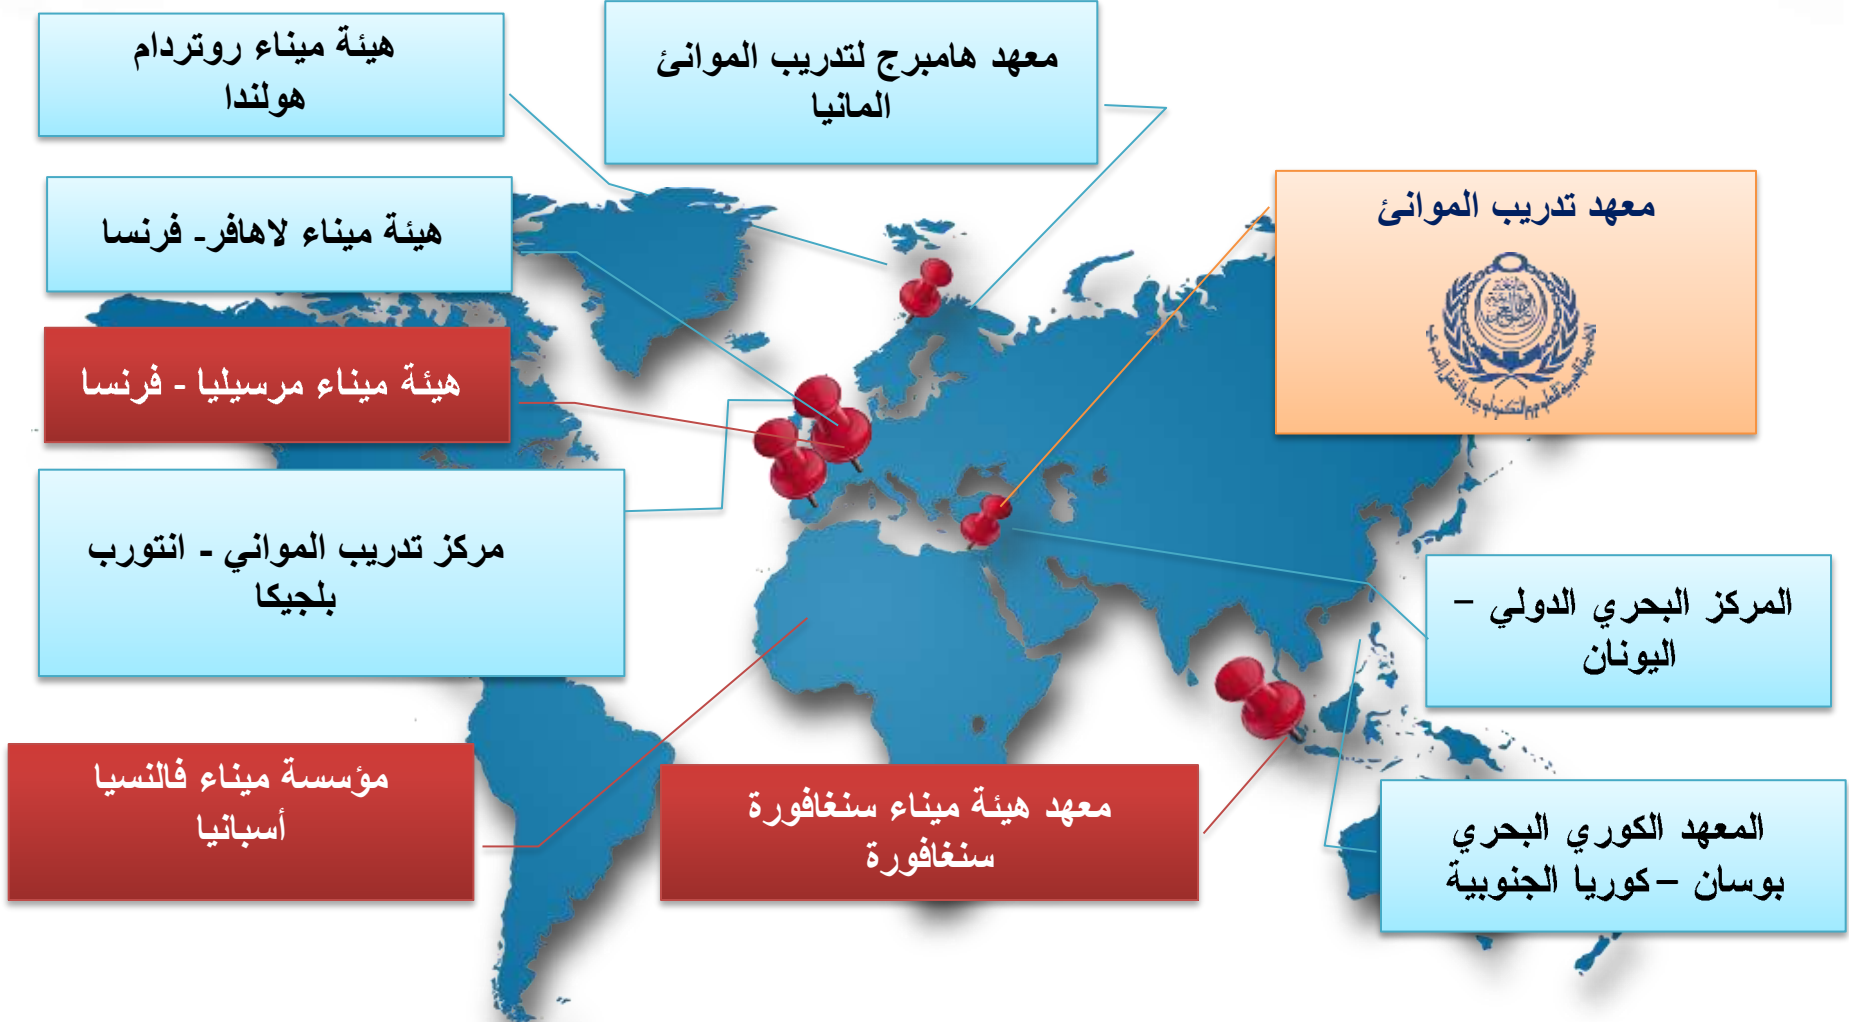 هيئة ميناء روتردام
هولندا
معهد هامبرج لتدريب الموانئ
المانيا
معهد تدريب الموانئ
هيئة ميناء لاهافر- فرنسا
هيئة ميناء مرسيليا - فرنسا
مركز تدريب المواني - انتورب
بلجيكا
المركز البحري الدولي –
اليونان
مؤسسة ميناء فالنسيا
أسبانيا
معهد هيئة ميناء سنغافورة
سنغافورة
المعهد الكوري البحري
بوسان – كوريا الجنوبية